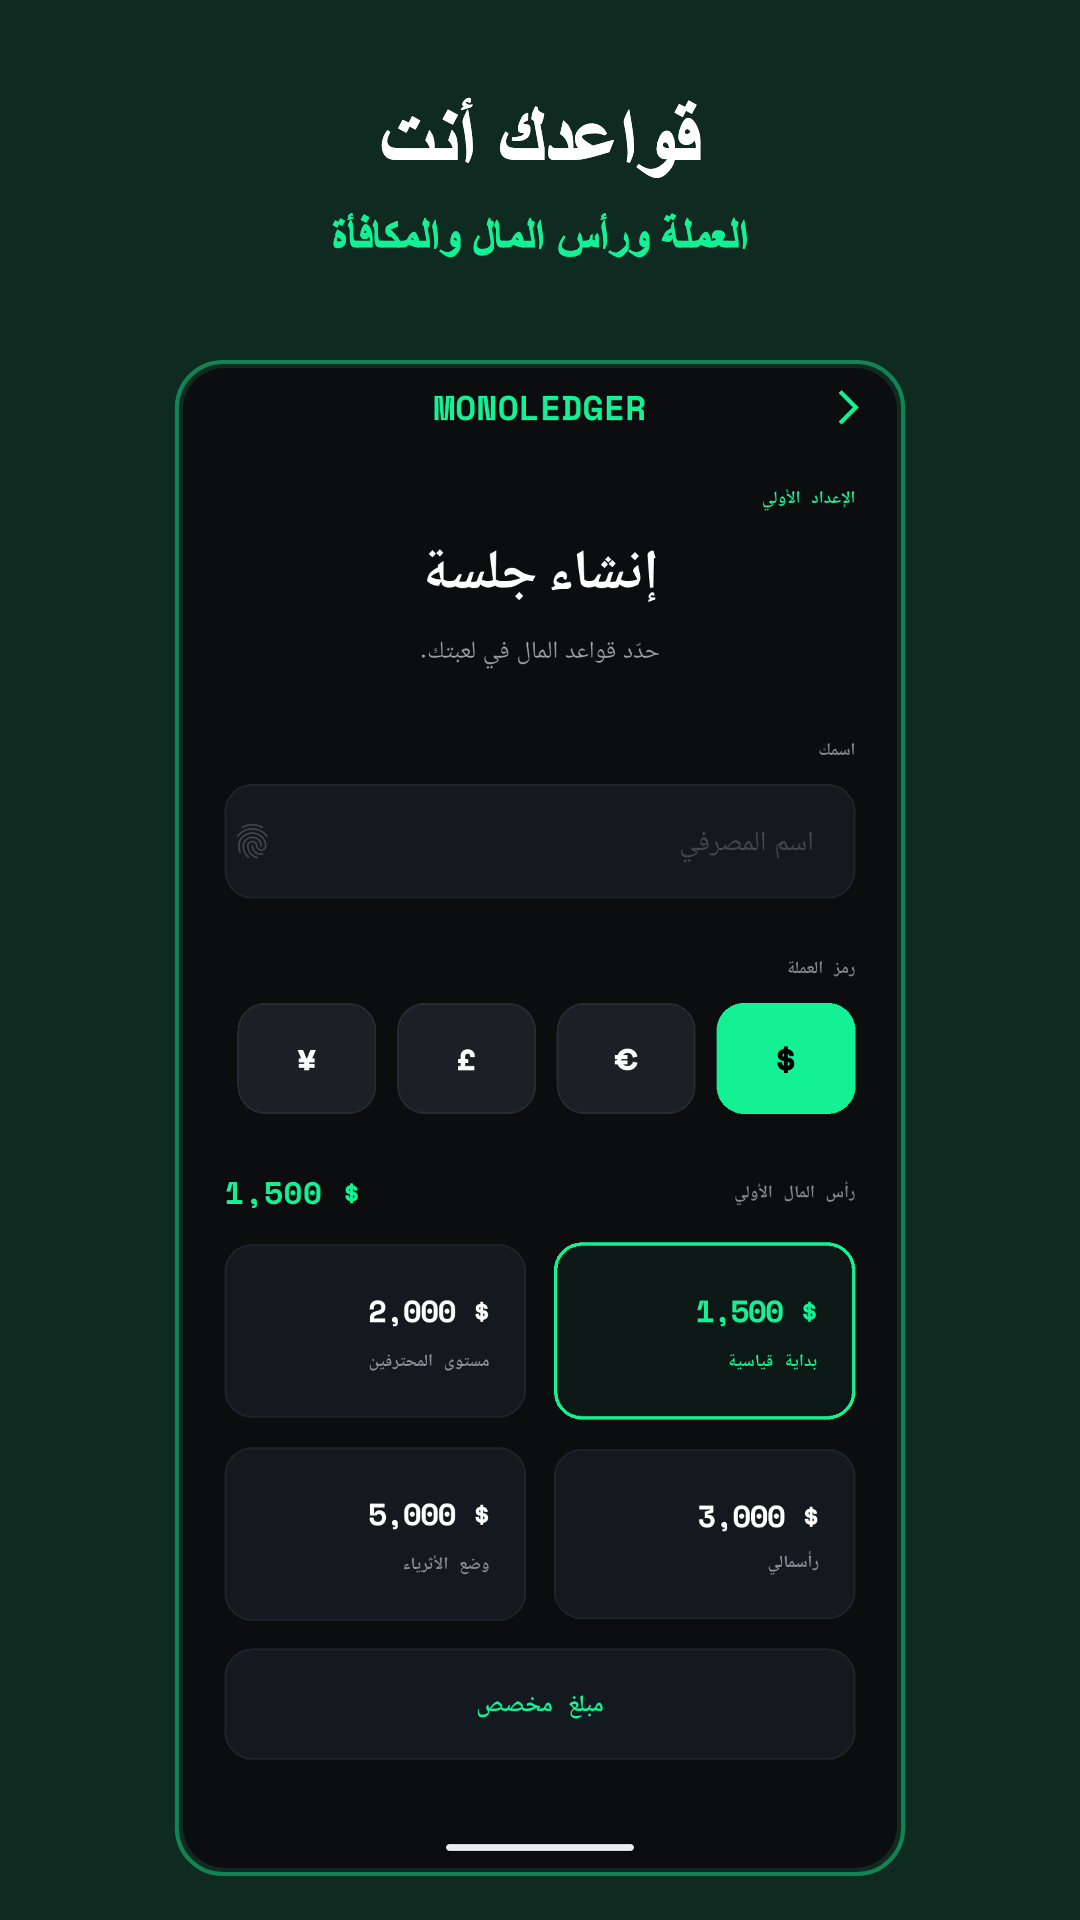 قواعدك أنت
العملة ورأس المال والمكافأة
MONOLEDGER
الإعداد الأولي
إنشاء جلسة
حدّد قواعد المال في لعبتك.
اسمك
اسم المصرفي
رمز العملة
$ € £ ¥
رأس المال الأولي 1,500 $
1,500 $
بداية قياسية
2,000 $
مستوى المحترفين
3,000 $
رأسمالي
5,000 $
وضع الأثرياء
مبلغ مخصص